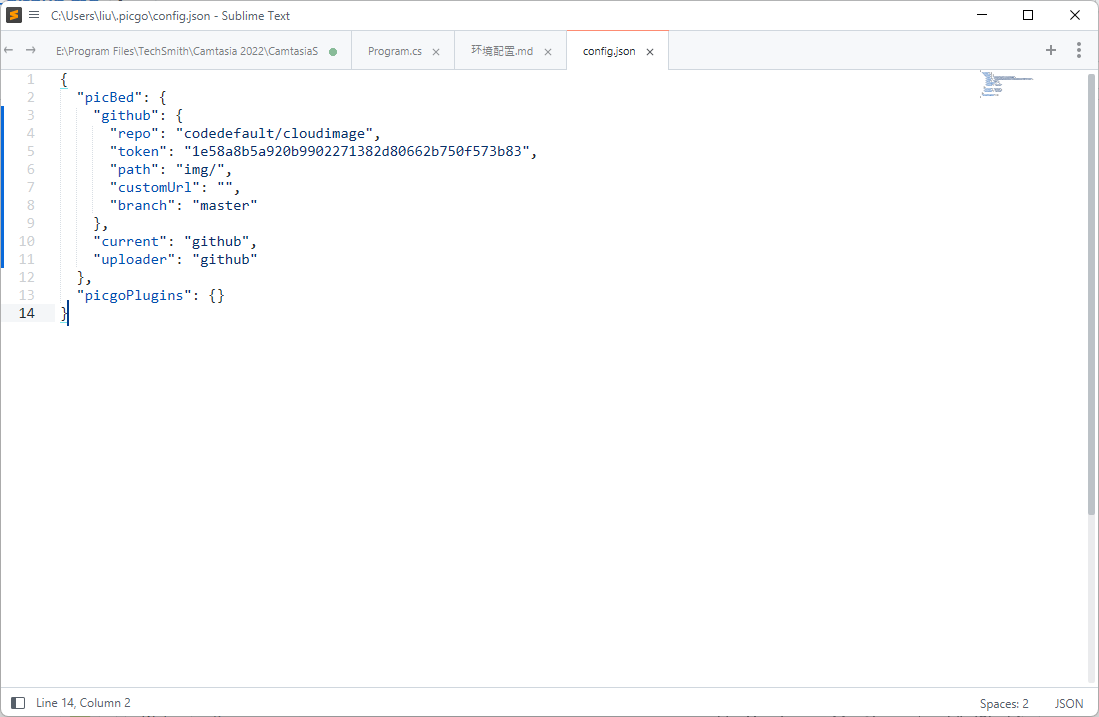 C:\Users\liu\.picgo\config.json - Sublime Text
E:\Program Files\TechSmith\Camtasia 2022\CamtasiaS
Program.cs
环境配置.md
config.json
1 {
2 "picBed": {
3 "github": {
4 "repo": "codedefault/cloudimage",
5 "token": "1e58a8b5a920b9902271382d80662b750f573b83",
6 "path": "img/",
7 "customUrl": "",
8 "branch": "master"
9 },
10 "current": "github",
11 "uploader": "github"
12 },
13 "picgoPlugins": {}
14 }
Line 14, Column 2
Spaces: 2
JSON